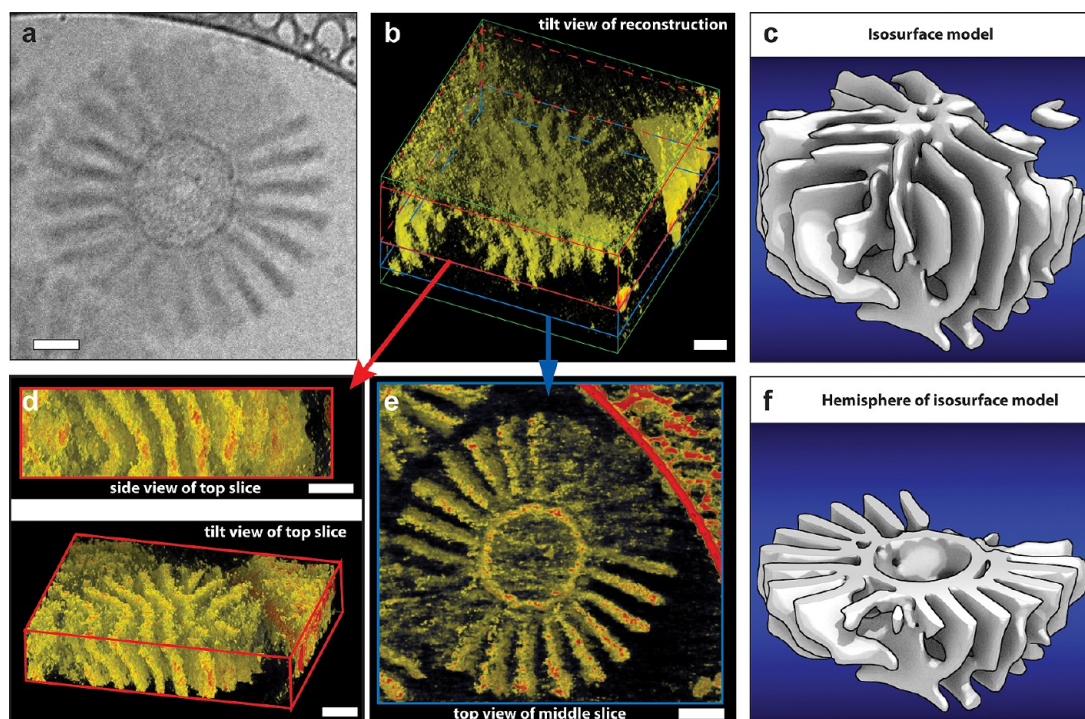 a
b
tilt view of reconstruction
c
Isosurface model
d
side view of top slice
tilt view of top slice
e
top view of middle slice
f
Hemisphere of isosurface model